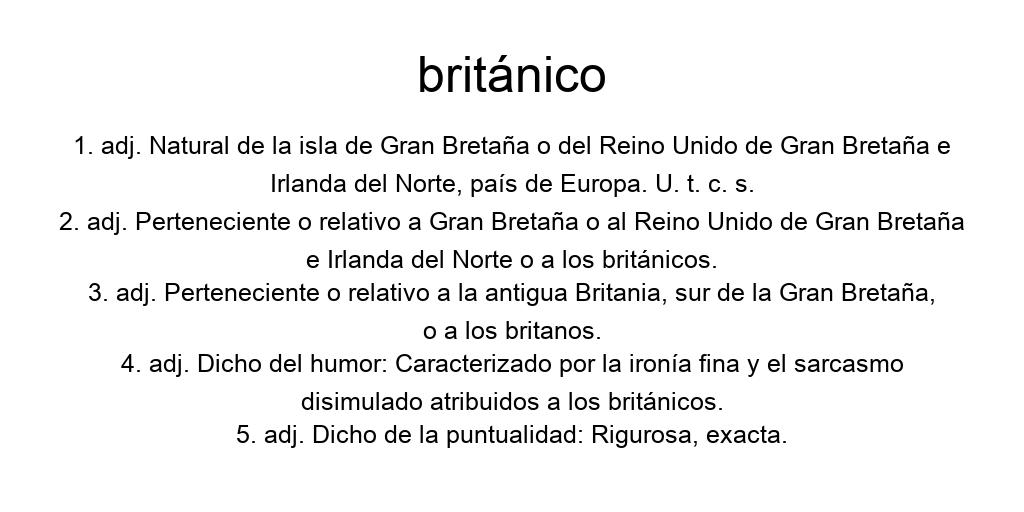 británico
1. adj. Natural de la isla de Gran Bretaña o del Reino Unido de Gran Bretaña e
Irlanda del Norte, país de Europa. U. t. c. s.
2. adj. Perteneciente o relativo a Gran Bretaña o al Reino Unido de Gran Bretaña
e Irlanda del Norte o a los británicos.
3. adj. Perteneciente o relativo a la antigua Britania, sur de la Gran Bretaña,
o a los britanos.
4. adj. Dicho del humor: Caracterizado por la ironía fina y el sarcasmo
disimulado atribuidos a los británicos.
5. adj. Dicho de la puntualidad: Rigurosa, exacta.